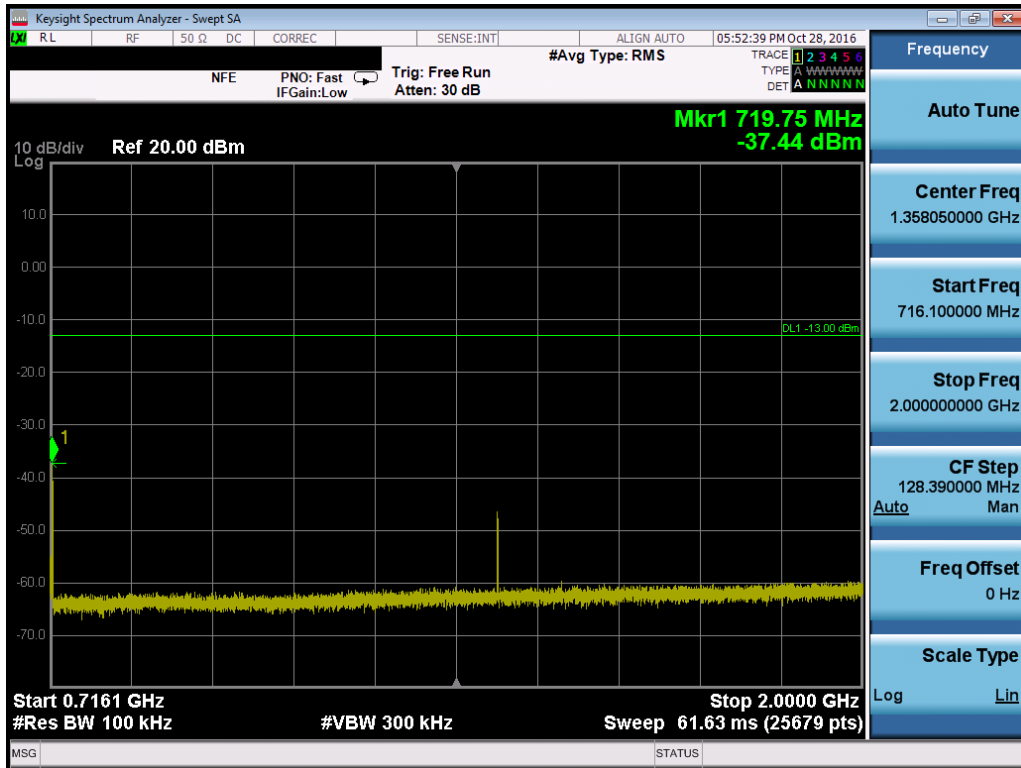 Keysight Spectrum Analyzer - Swept SA
LXI RL RF 50 Ω DC CORREC SENSE:INT ALIGN AUTO 05:52:39 PM Oct 28, 2016
NFE PNO: Fast IFGain:Low Trig: Free Run Atten: 30 dB #Avg Type: RMS
TRACE 1 2 3 4 5 6
TYPE A WWWWW
DET A N N N N N
Mkr1 719.75 MHz
-37.44 dBm
10 dB/div Ref 20.00 dBm
Log
10.0
0.00
-10.0
DL1 -13.00 dBm
-20.0
-30.0
1
-40.0
-50.0
-60.0
-70.0
Start 0.7161 GHz Stop 2.0000 GHz
#Res BW 100 kHz #VBW 300 kHz Sweep 61.63 ms (25679 pts)
MSG STATUS
Frequency
Auto Tune
Center Freq
1.358050000 GHz
Start Freq
716.100000 MHz
Stop Freq
2.000000000 GHz
CF Step
128.390000 MHz
Auto Man
Freq Offset
0 Hz
Scale Type
Log Lin